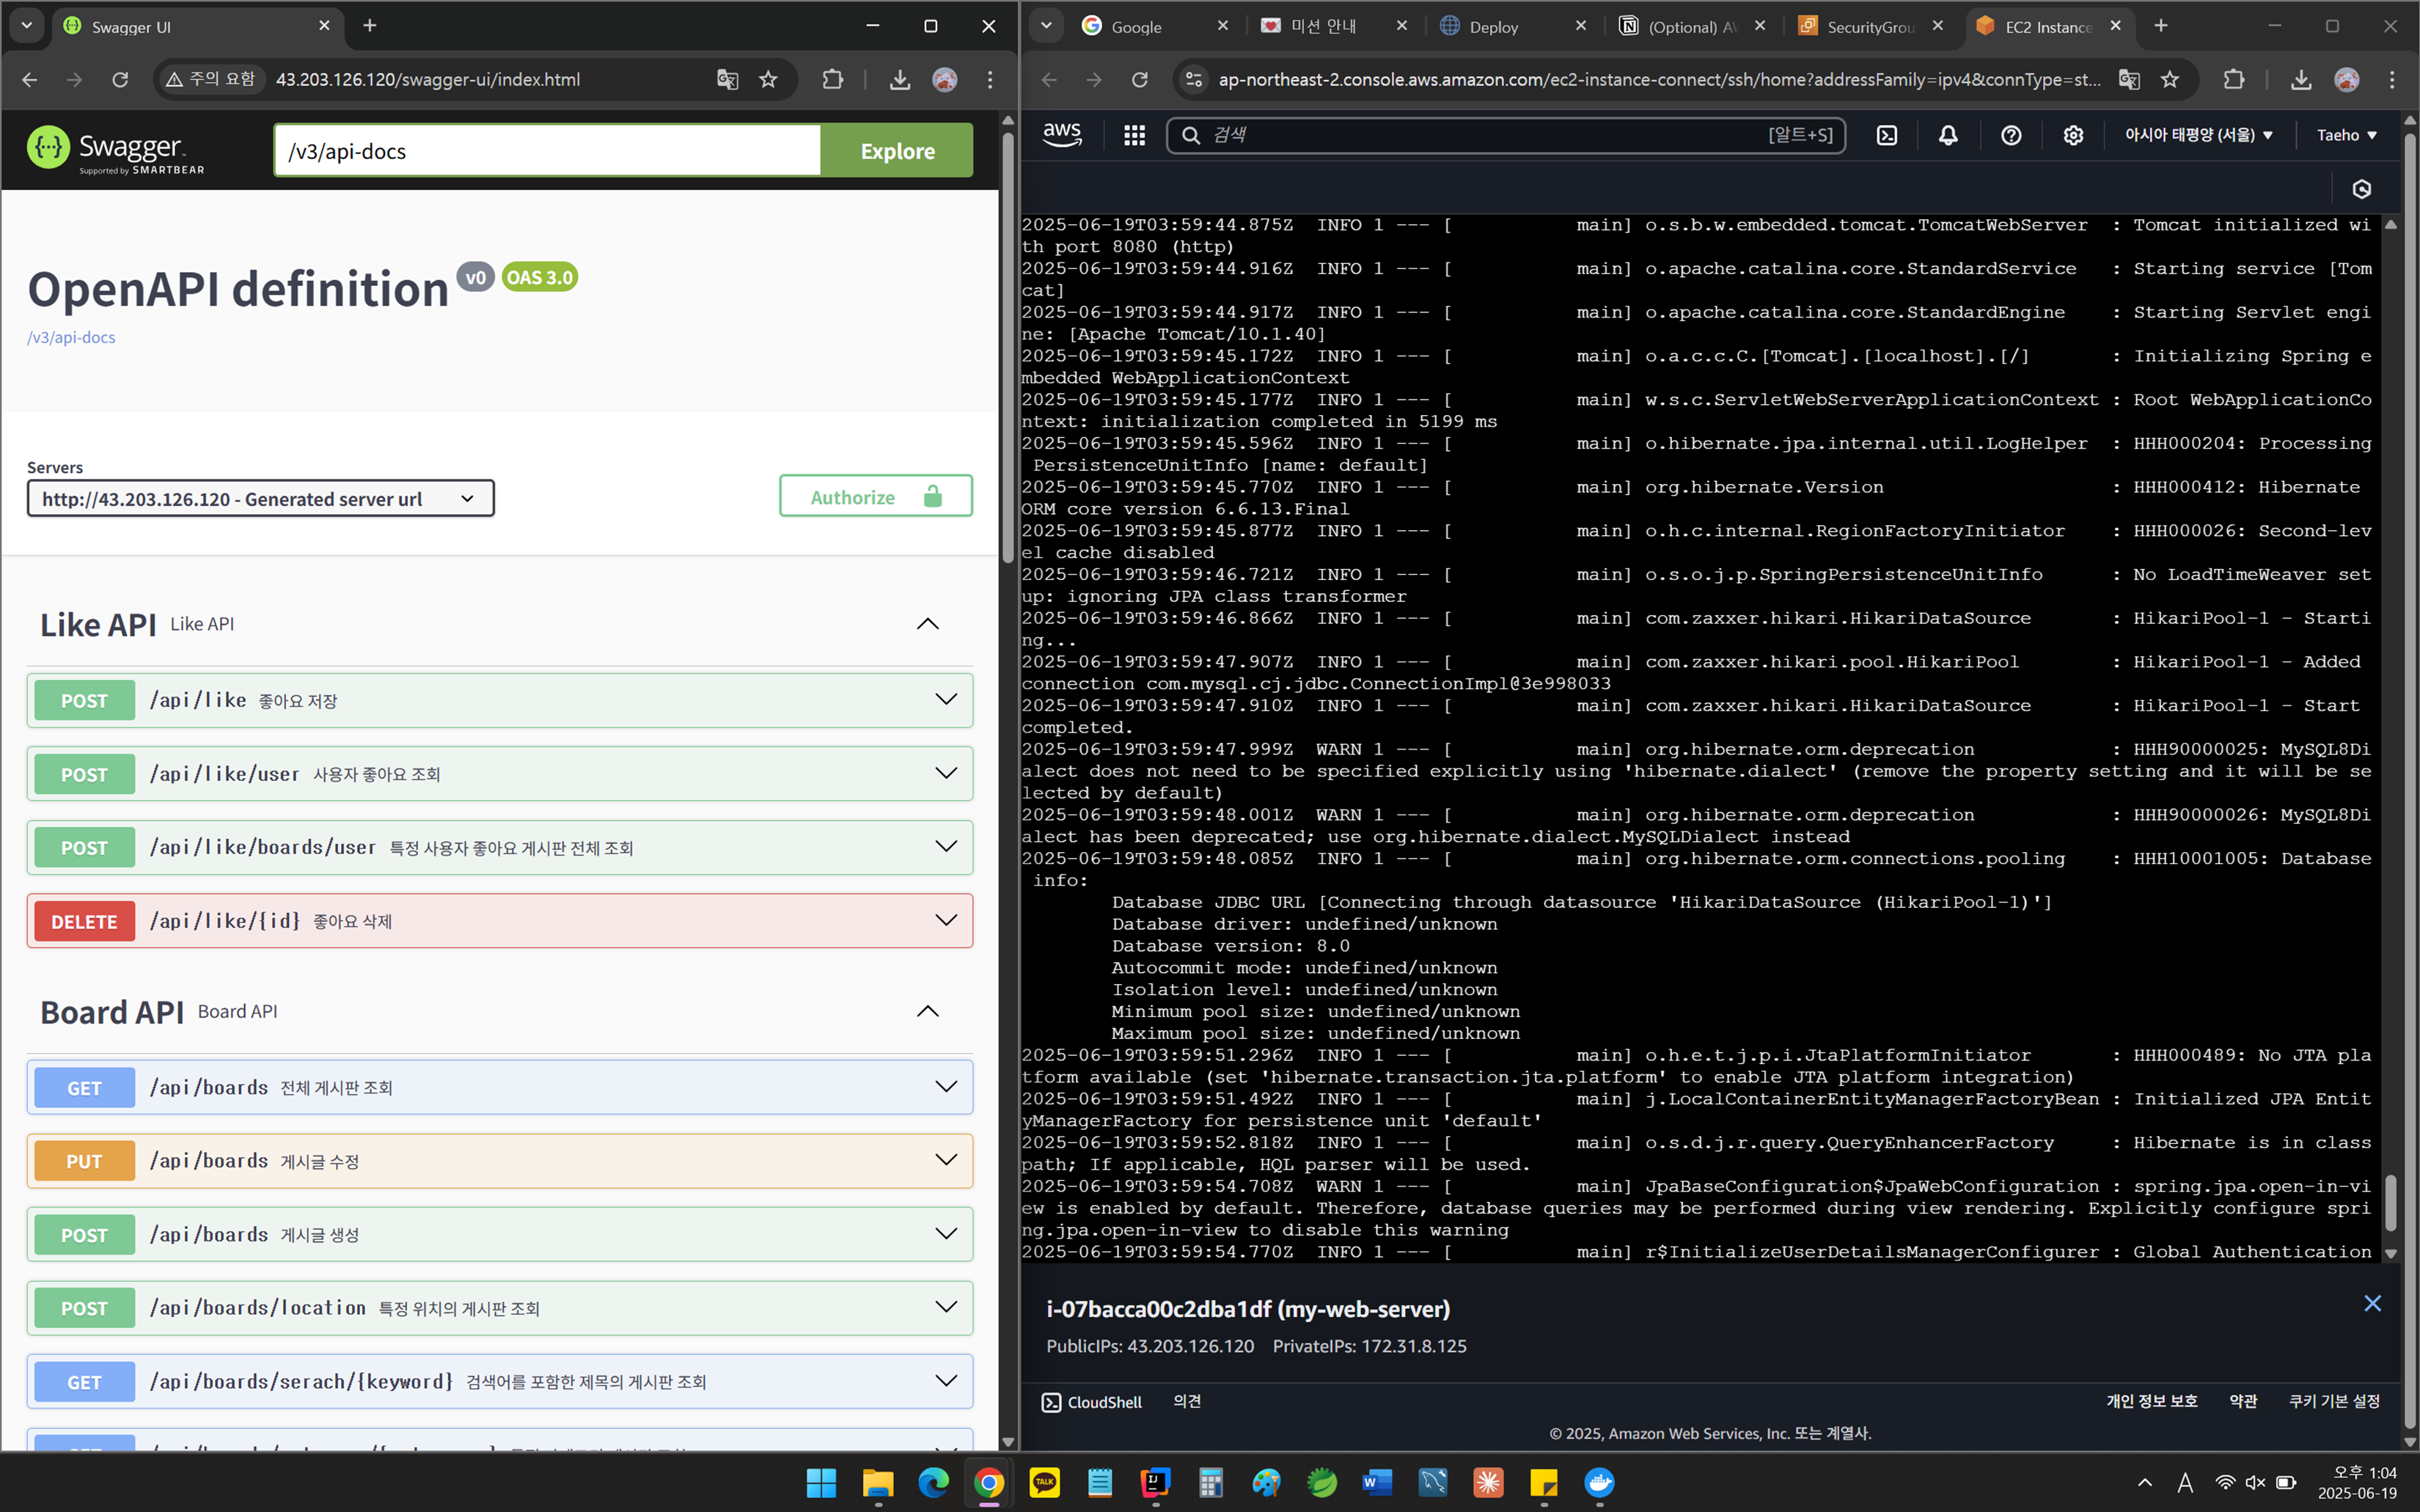 Swagger UI
주의 요함
43.203.126.120/swagger-ui/index.html
Swagger
Supported by SMARTBEAR
/v3/api-docs
Explore
OpenAPI definition v0 OAS 3.0
/v3/api-docs
Servers
http://43.203.126.120 - Generated server url
Authorize
Like API Like API
POST /api/like 좋아요 저장
POST /api/like/user 사용자 좋아요 조회
POST /api/like/boards/user 특정 사용자 좋아요 게시판 전체 조회
DELETE /api/like/{id} 좋아요 삭제
Board API Board API
GET /api/boards 전체 게시판 조회
PUT /api/boards 게시글 수정
POST /api/boards 게시글 생성
POST /api/boards/location 특정 위치의 게시판 조회
GET /api/boards/serach/{keyword} 검색어를 포함한 제목의 게시판 조회
Google
미션 안내
Deploy
(Optional) AW
SecurityGrou
EC2 Instance
ap-northeast-2.console.aws.amazon.com/ec2-instance-connect/ssh/home?addressFamily=ipv4&connType=st...
aws
검색
[알트+S]
아시아 태평양 (서울)
Taeho
2025-06-19T03:59:44.875Z  INFO 1 --- [           main] o.s.b.w.embedded.tomcat.TomcatWebServer  : Tomcat initialized wi
th port 8080 (http)
2025-06-19T03:59:44.916Z  INFO 1 --- [           main] o.apache.catalina.core.StandardService   : Starting service [Tom
cat]
2025-06-19T03:59:44.917Z  INFO 1 --- [           main] o.apache.catalina.core.StandardEngine    : Starting Servlet engi
ne: [Apache Tomcat/10.1.40]
2025-06-19T03:59:45.172Z  INFO 1 --- [           main] o.a.c.c.C.[Tomcat].[localhost].[/]       : Initializing Spring e
mbedded WebApplicationContext
2025-06-19T03:59:45.177Z  INFO 1 --- [           main] w.s.c.ServletWebServerApplicationContext : Root WebApplicationCo
ntext: initialization completed in 5199 ms
2025-06-19T03:59:45.596Z  INFO 1 --- [           main] o.hibernate.jpa.internal.util.LogHelper  : HHH000204: Processing
 PersistenceUnitInfo [name: default]
2025-06-19T03:59:45.770Z  INFO 1 --- [           main] org.hibernate.Version                    : HHH000412: Hibernate
ORM core version 6.6.13.Final
2025-06-19T03:59:45.877Z  INFO 1 --- [           main] o.h.c.internal.RegionFactoryInitiator    : HHH000026: Second-lev
el cache disabled
2025-06-19T03:59:46.721Z  INFO 1 --- [           main] o.s.o.j.p.SpringPersistenceUnitInfo      : No LoadTimeWeaver set
up: ignoring JPA class transformer
2025-06-19T03:59:46.866Z  INFO 1 --- [           main] com.zaxxer.hikari.HikariDataSource       : HikariPool-1 - Starti
ng...
2025-06-19T03:59:47.907Z  INFO 1 --- [           main] com.zaxxer.hikari.pool.HikariPool        : HikariPool-1 - Added
connection com.mysql.cj.jdbc.ConnectionImpl@3e998033
2025-06-19T03:59:47.910Z  INFO 1 --- [           main] com.zaxxer.hikari.HikariDataSource       : HikariPool-1 - Start
completed.
2025-06-19T03:59:47.999Z  WARN 1 --- [           main] org.hibernate.orm.deprecation            : HHH90000025: MySQL8Di
alect does not need to be specified explicitly using 'hibernate.dialect' (remove the property setting and it will be se
lected by default)
2025-06-19T03:59:48.001Z  WARN 1 --- [           main] org.hibernate.orm.deprecation            : HHH90000026: MySQL8Di
alect has been deprecated; use org.hibernate.dialect.MySQLDialect instead
2025-06-19T03:59:48.085Z  INFO 1 --- [           main] org.hibernate.orm.connections.pooling    : HHH10001005: Database
 info:
Database JDBC URL [Connecting through datasource 'HikariDataSource (HikariPool-1)']
Database driver: undefined/unknown
Database version: 8.0
Autocommit mode: undefined/unknown
Isolation level: undefined/unknown
Minimum pool size: undefined/unknown
Maximum pool size: undefined/unknown
2025-06-19T03:59:51.296Z  INFO 1 --- [           main] o.h.e.t.j.p.i.JtaPlatformInitiator       : HHH000489: No JTA pla
tform available (set 'hibernate.transaction.jta.platform' to enable JTA platform integration)
2025-06-19T03:59:51.492Z  INFO 1 --- [           main] j.LocalContainerEntityManagerFactoryBean : Initialized JPA Entit
yManagerFactory for persistence unit 'default'
2025-06-19T03:59:52.818Z  INFO 1 --- [           main] o.s.d.j.r.query.QueryEnhancerFactory     : Hibernate is in class
path; If applicable, HQL parser will be used.
2025-06-19T03:59:54.708Z  WARN 1 --- [           main] JpaBaseConfiguration$JpaWebConfiguration : spring.jpa.open-in-vi
ew is enabled by default. Therefore, database queries may be performed during view rendering. Explicitly configure spri
ng.jpa.open-in-view to disable this warning
2025-06-19T03:59:54.770Z  INFO 1 --- [           main] r$InitializeUserDetailsManagerConfigurer : Global Authentication
i-07bacca00c2dba1df (my-web-server)
PublicIPs: 43.203.126.120 PrivateIPs: 172.31.8.125
CloudShell 의견 개인 정보 보호 약관 쿠키 기본 설정
© 2025, Amazon Web Services, Inc. 또는 계열사.
TALK
A
오후 1:04
2025-06-19